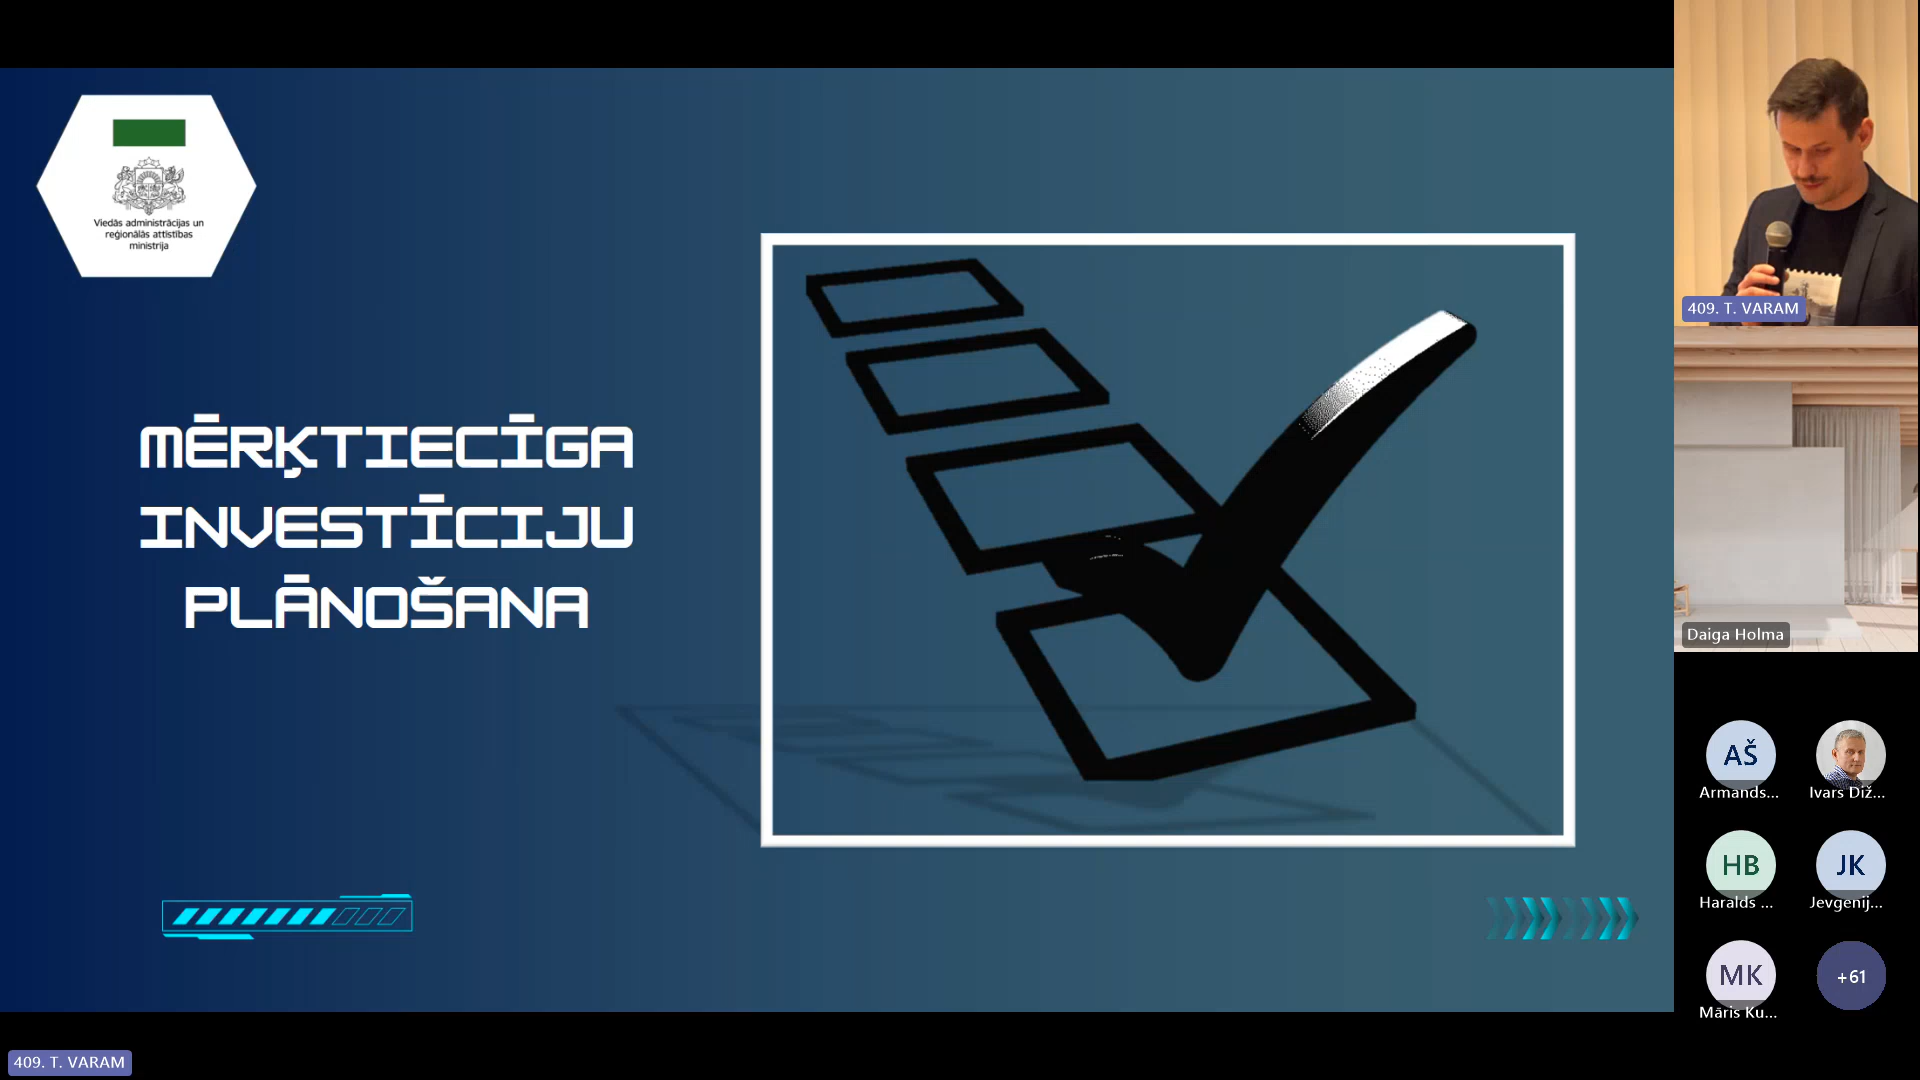 Viedās administrācijas un
reģionālās attīstības
ministrija
MĒRĶTIECĪGA
INVESTĪCIJU
PLĀNOŠANA
409. T. VARAM
Daiga Holma
AŠ
Armands...
Ivars Diž...
HB
Haralds ...
JK
Jevgenij...
MK
Māris Ku...
+61
409. T. VARAM